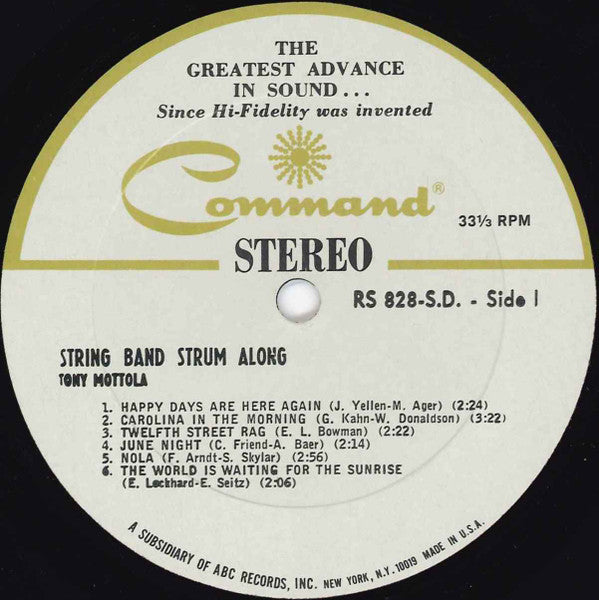 THE
GREATEST ADVANCE
IN SOUND...
Since Hi-Fidelity was invented
Command®
33⅓ RPM
STEREO
RS 828-S.D. - Side 1
STRING BAND STRUM ALONG
TONY MOTTOLA
1. HAPPY DAYS ARE HERE AGAIN (J. Yellen-M. Ager) (2:24)
2. CAROLINA IN THE MORNING (G. Kahn-W. Donaldson) (3:22)
3. TWELFTH STREET RAG (E. L. Bowman) (2:22)
4. JUNE NIGHT (C. Friend-A. Baer) (2:14)
5. NOLA (F. Arndt-S. Skylar) (2:56)
6. THE WORLD IS WAITING FOR THE SUNRISE
(E. Lockhard-E. Seitz) (2:06)
A SUBSIDIARY OF ABC RECORDS, INC. NEW YORK, N.Y. 10019 MADE IN U.S.A.